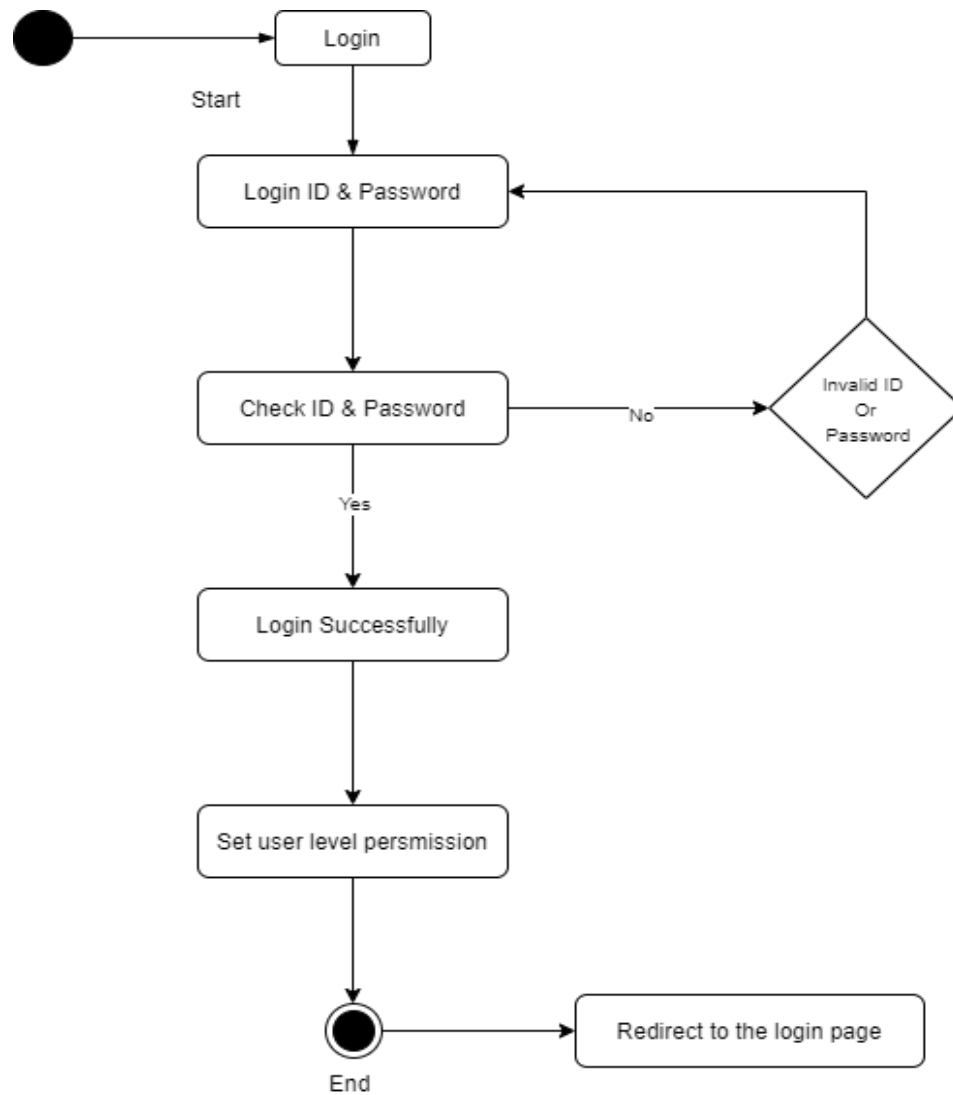 Login
Start
Login ID & Password
Invalid ID
Or
Password
Check ID & Password
No
Yes
Login Successfully
Set user level persmission
Redirect to the login page
End